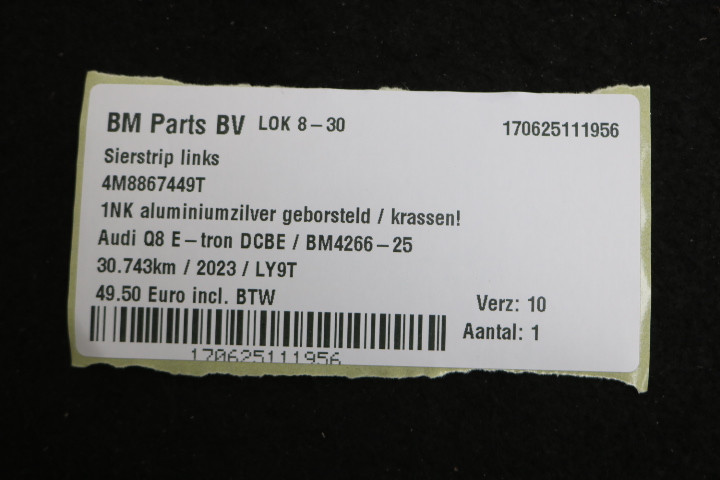 BM Parts BV LOK 8-30 170625111956
Sierstrip links
4M8867449T
1NK aluminiumzilver geborsteld / krassen!
Audi Q8 E-tron DCBE / BM4266-25
30.743km / 2023 / LY9T
49.50 Euro incl. BTW
Verz: 10
Aantal: 1
170625111956